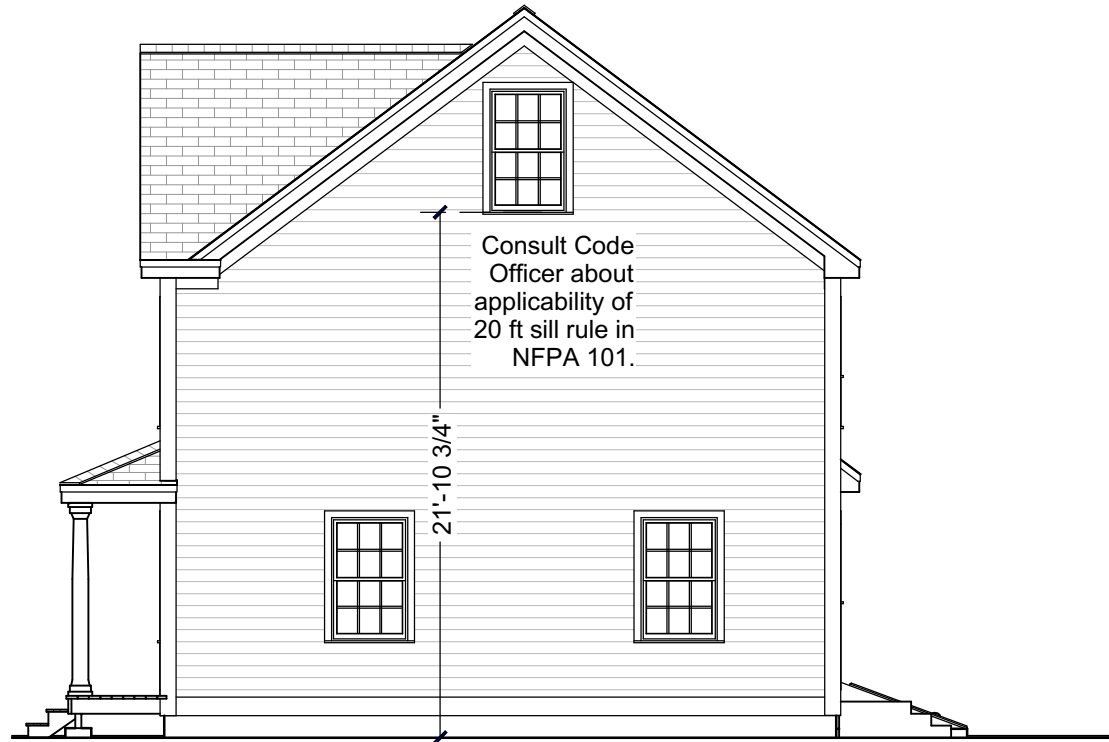 Consult Code
Officer about
applicability of
20 ft sill rule in
NFPA 101.
21'-10 3/4"